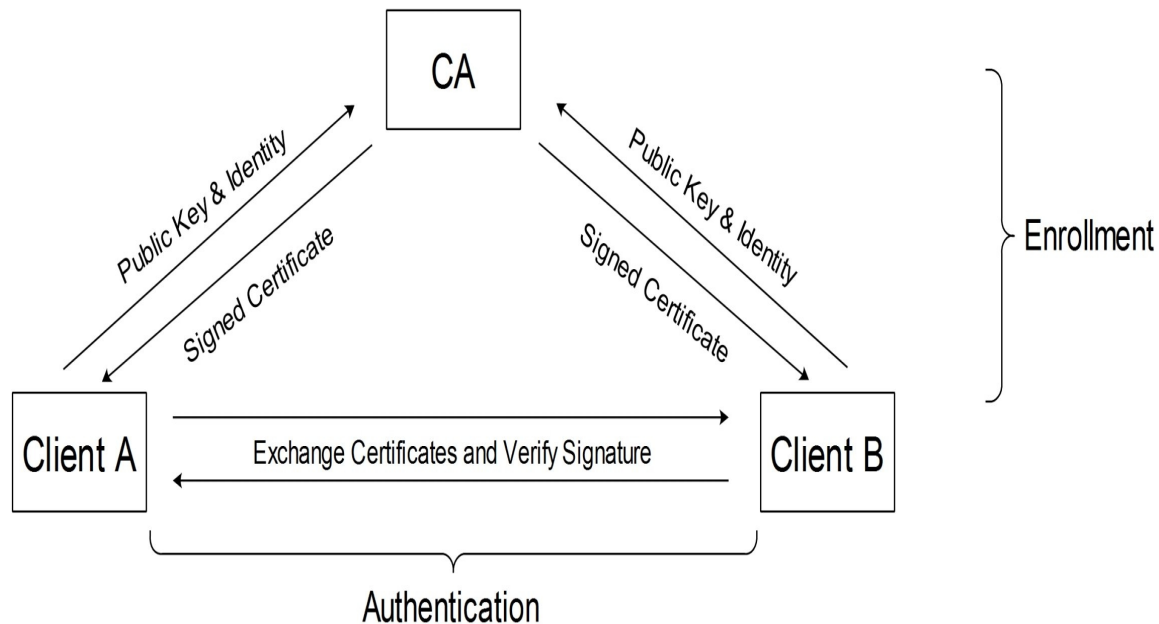 CA
Public Key & Identity
Signed Certificate
Public Key & Identity
Signed Certificate
Enrollment
Client A
Exchange Certificates and Verify Signature
Client B
Authentication